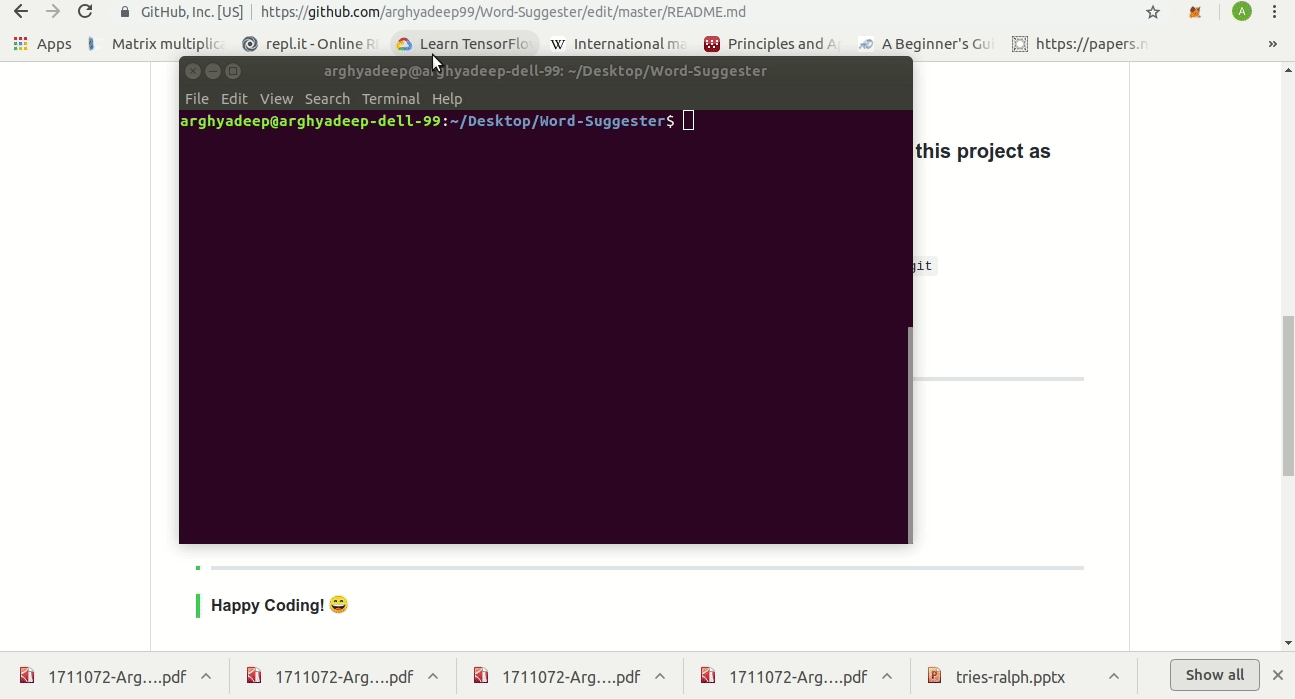 GitHub, Inc. [US] https://github.com/arghyadeep99/Word-Suggester/edit/master/README.md A
Apps Matrix multiplic repl.it - Online R Learn TensorFlo W International ma Principles and A A Beginner's Gui https://papers.n »
arghyadeep@arghyadeep-dell-99: ~/Desktop/Word-Suggester
File Edit View Search Terminal Help
arghyadeep@arghyadeep-dell-99:~/Desktop/Word-Suggester$
this project as
git
Happy Coding! 😄
1711072-Arg....pdf 1711072-Arg....pdf 1711072-Arg....pdf 1711072-Arg....pdf tries-ralph.pptx Show all